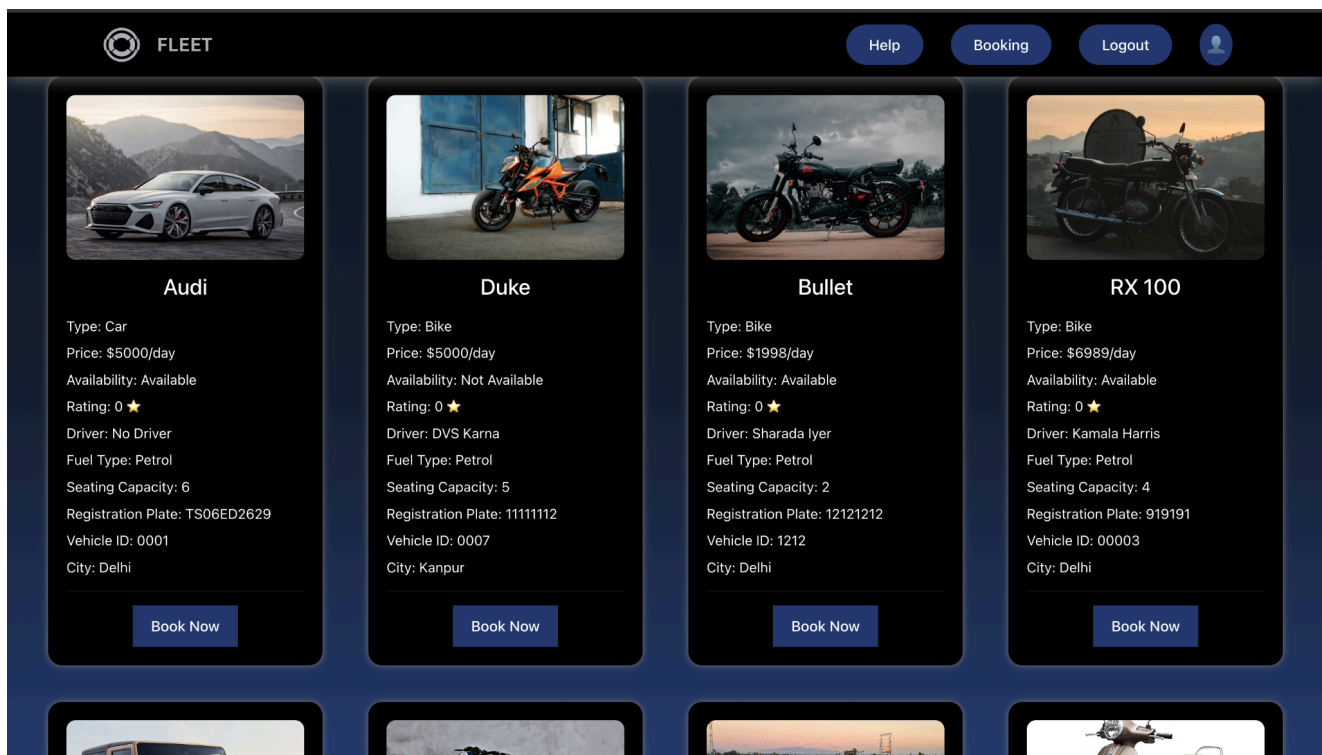 FLEET
Help
Booking
Logout
Audi
Type: Car
Price: $5000/day
Availability: Available
Rating: 0 ⭐
Driver: No Driver
Fuel Type: Petrol
Seating Capacity: 6
Registration Plate: TS06ED2629
Vehicle ID: 0001
City: Delhi
Book Now
Duke
Type: Bike
Price: $5000/day
Availability: Not Available
Rating: 0 ⭐
Driver: DVS Karna
Fuel Type: Petrol
Seating Capacity: 5
Registration Plate: 11111112
Vehicle ID: 0007
City: Kanpur
Book Now
Bullet
Type: Bike
Price: $1998/day
Availability: Available
Rating: 0 ⭐
Driver: Sharada Iyer
Fuel Type: Petrol
Seating Capacity: 2
Registration Plate: 12121212
Vehicle ID: 1212
City: Delhi
Book Now
RX 100
Type: Bike
Price: $6989/day
Availability: Available
Rating: 0 ⭐
Driver: Kamala Harris
Fuel Type: Petrol
Seating Capacity: 4
Registration Plate: 919191
Vehicle ID: 00003
City: Delhi
Book Now